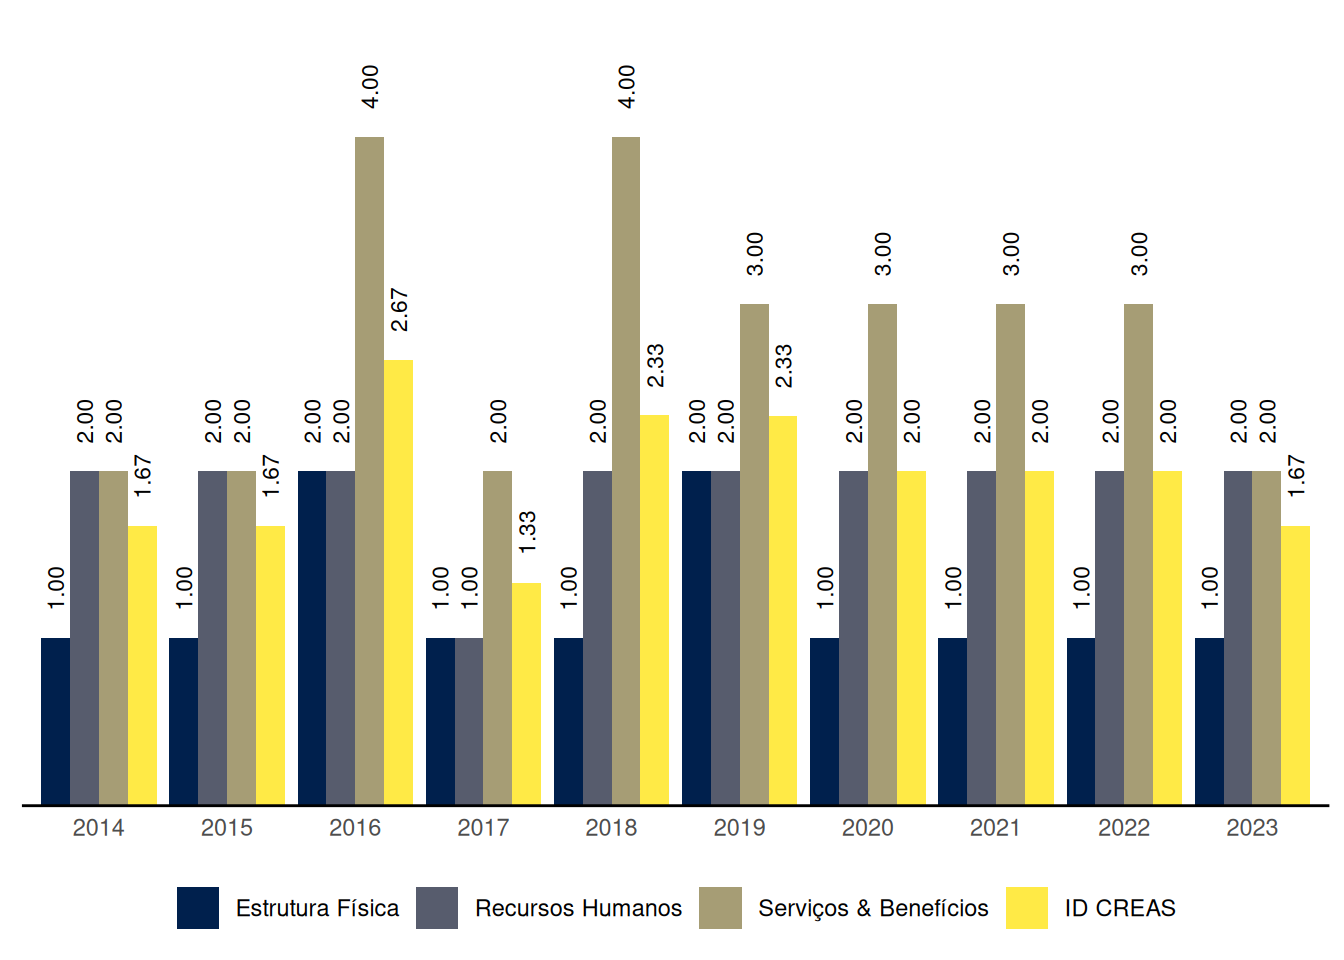 4.00 4.00
3.00 3.00 3.00 3.00
2.67
2.33 2.33
2.00 2.00 2.00 2.00 2.00 2.00 2.00 2.00 2.00 2.00 2.00 2.00 2.00 2.00 2.00 2.00 2.00 2.00
1.67 1.67 1.67
1.33
1.00 1.00 1.00 1.00 1.00 1.00 1.00 1.00 1.00
2014 2015 2016 2017 2018 2019 2020 2021 2022 2023
Estrutura Física Recursos Humanos Serviços & Benefícios ID CREAS